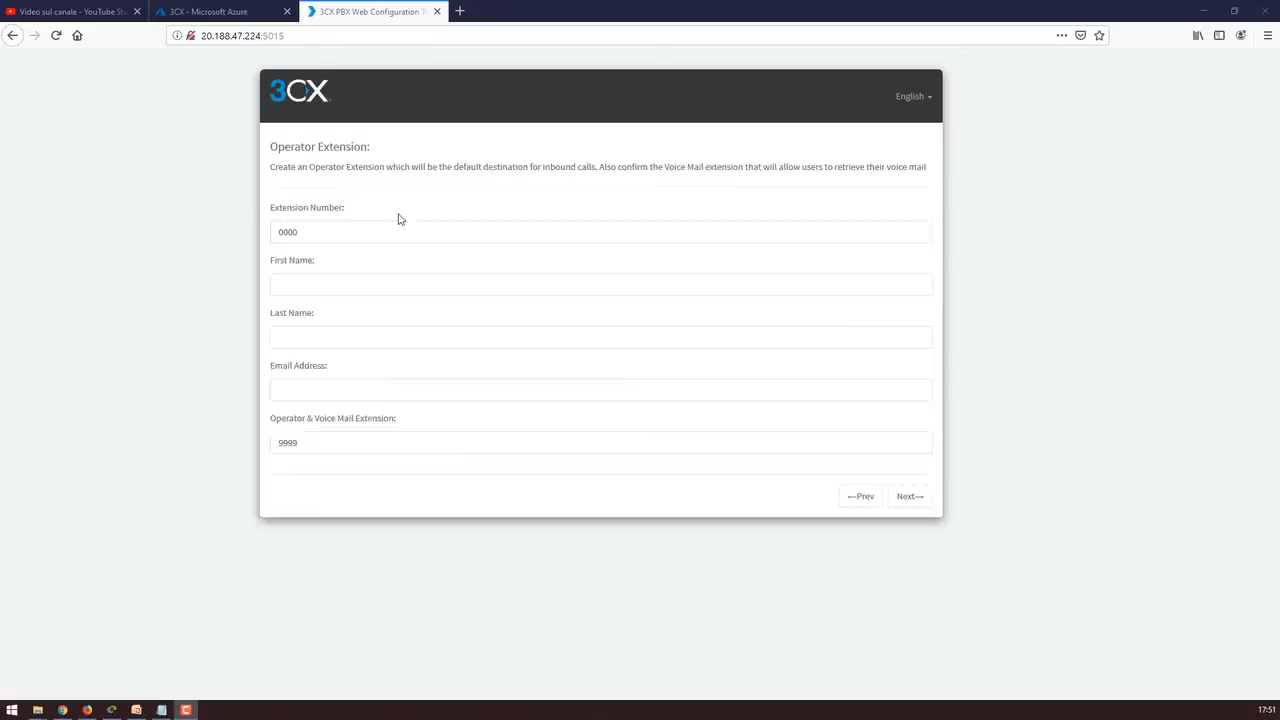 Video sul canale - YouTube Stu
3CX - Microsoft Azure
3CX PBX Web Configuration T
20.188.47.224:5015
3CX
English
Operator Extension:
Create an Operator Extension which will be the default destination for inbound calls. Also confirm the Voice Mail extension that will allow users to retrieve their voice mail
Extension Number:
0000
First Name:
Last Name:
Email Address:
Operator & Voice Mail Extension:
9999
←Prev
Next→
17:51